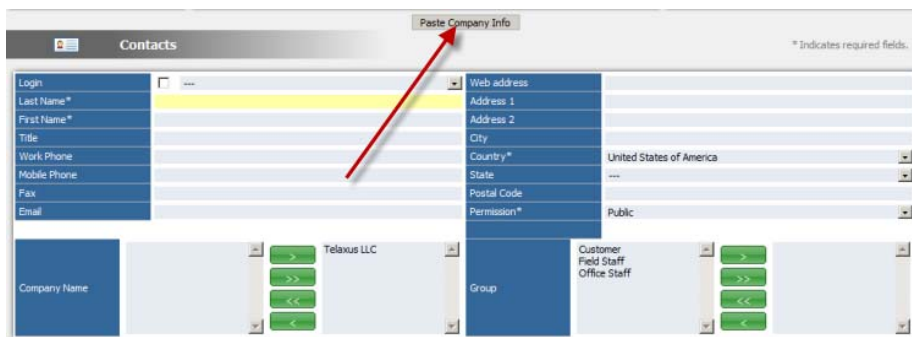 Paste Company Info
Contacts
* Indicates required fields.
Login
---
Last Name*
First Name*
Title
Work Phone
Mobile Phone
Fax
Email
Web address
Address 1
Address 2
City
Country*
United States of America
State
---
Postal Code
Permission*
Public
Company Name
>
>>
<<
<
Telaxus LLC
Group
Customer
Field Staff
Office Staff
>
>>
<<
<